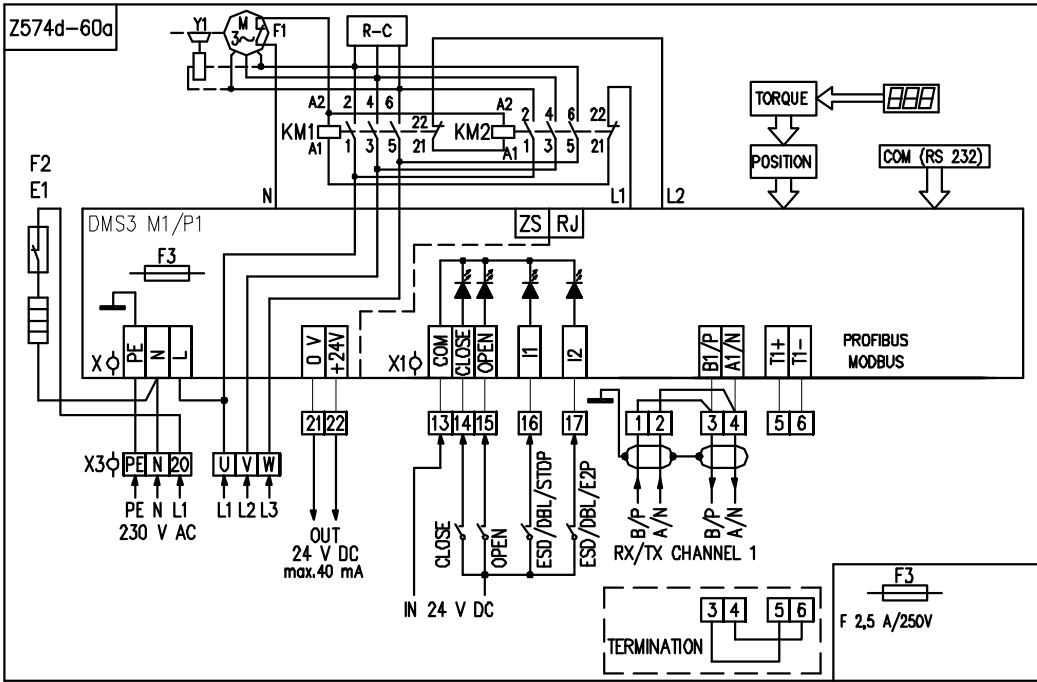 Z574d-60a
Y1
M
3~
F1
R-C
A2 2 4 6
22
KM1
A1 1 3 5
21
A2 2 4 6 22
KM2
A1 1 3 5 21
TORQUE
POSITION
COM (RS 232)
F2
E1
N
L1
L2
DMS3 M1/P1
ZS RJ
F3
X
PE N L
0 V
+24V
X1
COM
CLOSE
OPEN
I1
I2
B1/P
A1/N
T1+
T1-
PROFIBUS
MODBUS
21 22
13 14 15 16 17
1 2 3 4 5 6
X3
PE N 20
U V W
PE N L1
230 V AC
L1 L2 L3
OUT
24 V DC
max.40 mA
CLOSE
OPEN
ESD/DBL/STOP
ESD/DBL/E2P
IN 24 V DC
B/P
A/N
B/P
A/N
RX/TX CHANNEL 1
TERMINATION
3 4 5 6
F3
F 2,5 A/250V